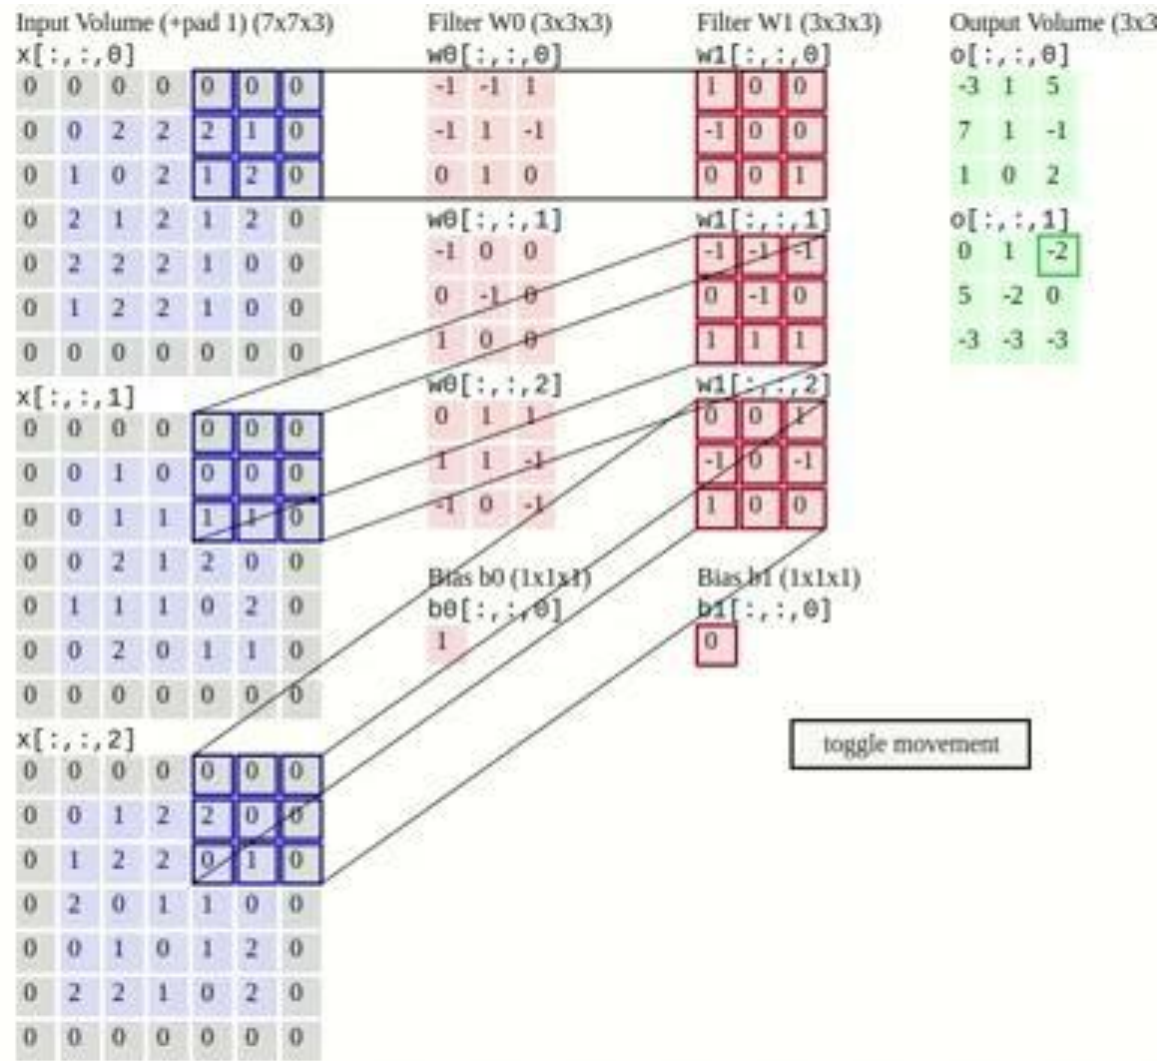 Input Volume (+pad 1) (7x7x3)
x[:,:,0]
0 0 0 0 0 0 0
0 0 2 2 2 1 0
0 1 0 2 1 2 0
0 2 1 2 1 2 0
0 2 2 2 1 0 0
0 1 2 2 1 0 0
0 0 0 0 0 0 0
x[:,:,1]
0 0 0 0 0 0 0
0 0 1 0 0 0 0
0 0 1 1 1 1 0
0 0 2 1 2 0 0
0 1 1 1 0 2 0
0 0 2 0 1 1 0
0 0 0 0 0 0 0
x[:,:,2]
0 0 0 0 0 0 0
0 0 1 2 2 0 0
0 1 2 2 0 1 0
0 2 0 1 1 0 0
0 0 1 0 1 2 0
0 2 2 1 0 2 0
0 0 0 0 0 0 0
Filter W0 (3x3x3)
w0[:,:,0]
-1 -1 1
-1 1 -1
0 1 0
w0[:,:,1]
-1 0 0
0 -1 0
1 0 0
w0[:,:,2]
0 1 1
1 1 -1
-1 0 -1
Bias b0 (1x1x1)
b0[:,:,0]
1
Filter W1 (3x3x3)
w1[:,:,0]
1 0 0
-1 0 0
0 0 1
w1[:,:,1]
-1 -1 -1
0 -1 0
1 1 1
w1[:,:,2]
0 0 1
-1 0 -1
1 0 0
Bias b1 (1x1x1)
b1[:,:,0]
0
Output Volume (3x3
o[:,:,0]
-3 1 5
7 1 -1
1 0 2
o[:,:,1]
0 1 -2
5 -2 0
-3 -3 -3
toggle movement